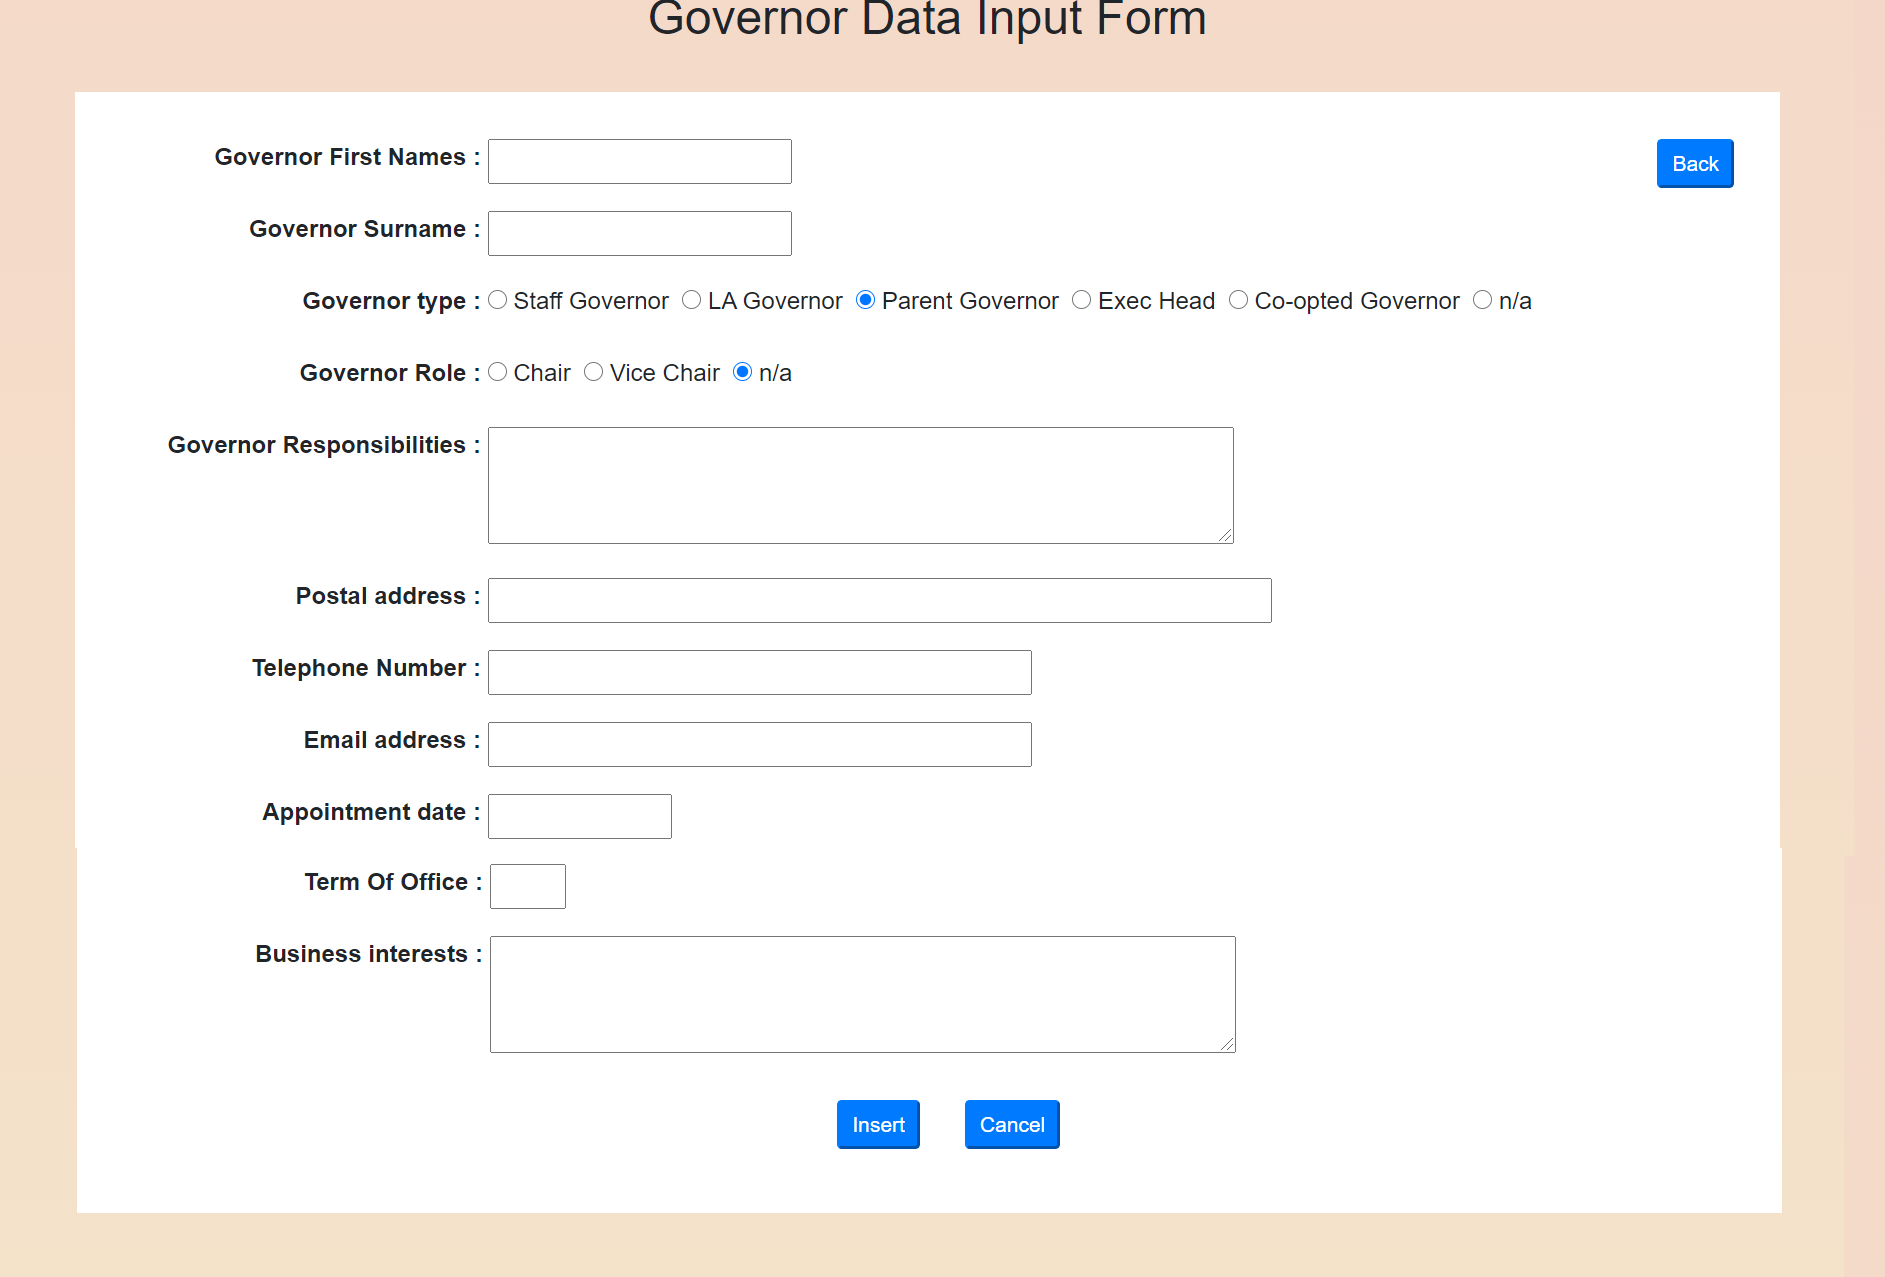 Governor Data Input Form
Governor First Names :
Back
Governor Surname :
Governor type : Staff Governor LA Governor Parent Governor Exec Head Co-opted Governor n/a
Governor Role : Chair Vice Chair n/a
Governor Responsibilities :
Postal address :
Telephone Number :
Email address :
Appointment date :
Term Of Office :
Business interests :
Insert Cancel